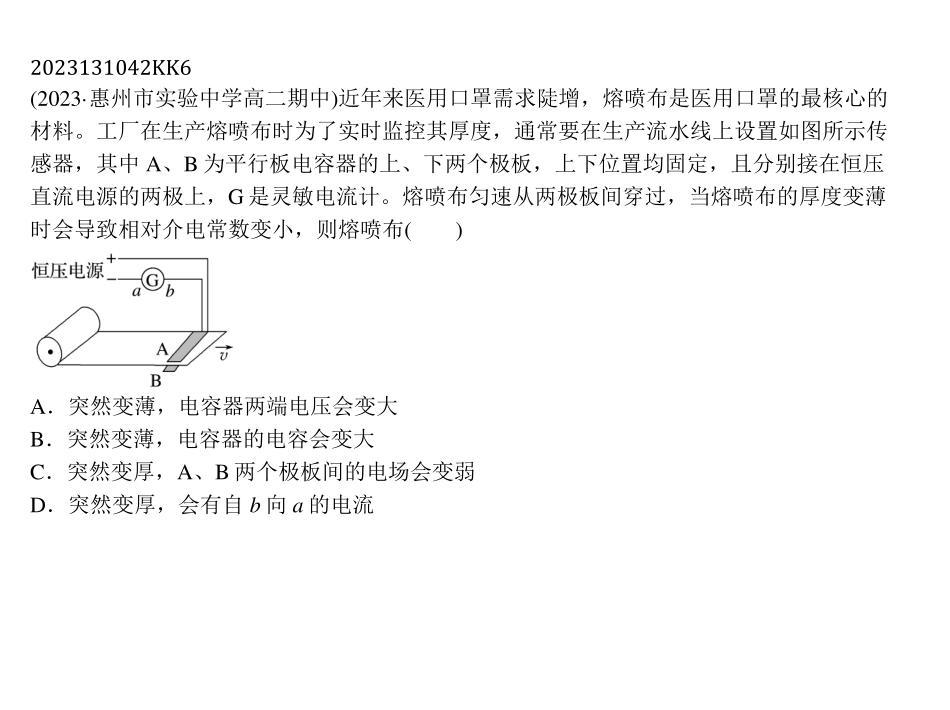 2023131042KK6
(2023·惠州市实验中学高二期中)近年来医用口罩需求陡增，熔喷布是医用口罩的最核心的
材料。工厂在生产熔喷布时为了实时监控其厚度，通常要在生产流水线上设置如图所示传
感器，其中 A、B 为平行板电容器的上、下两个极板，上下位置均固定，且分别接在恒压
直流电源的两极上，G 是灵敏电流计。熔喷布匀速从两极板间穿过，当熔喷布的厚度变薄
时会导致相对介电常数变小，则熔喷布(　　)
恒压电源
+
−
G
a b
A
v
B
A．突然变薄，电容器两端电压会变大
B．突然变薄，电容器的电容会变大
C．突然变厚，A、B 两个极板间的电场会变弱
D．突然变厚，会有自 b 向 a 的电流